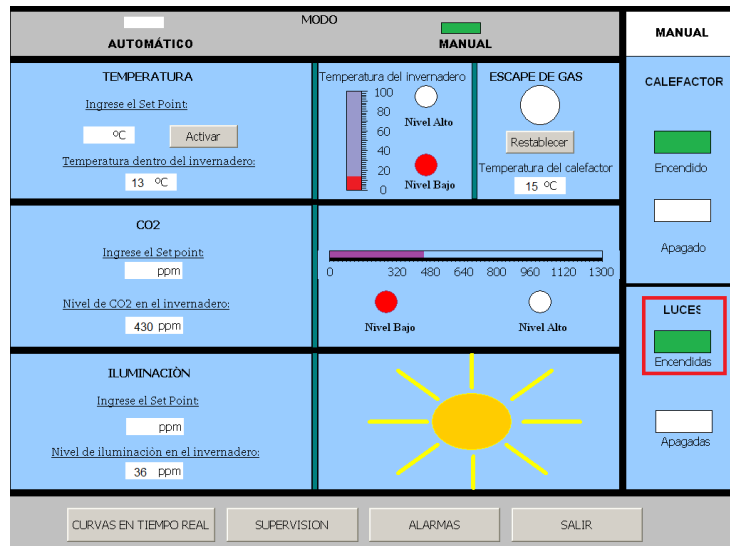 MODO
AUTOMÁTICO
MANUAL
MANUAL
TEMPERATURA
Ingrese el Set Point:
ºC
Activar
Temperatura dentro del invernadero:
13 ºC
Temperatura del invernadero
100
80
60
40
20
0
Nivel Alto
Nivel Bajo
ESCAPE DE GAS
Restablecer
Temperatura del calefactor
15 ºC
CALEFACTOR
Encendido
Apagado
CO2
Ingrese el Set point:
ppm
Nivel de CO2 en el invernadero:
430 ppm
0 320 480 640 800 960 1120 1300
Nivel Bajo
Nivel Alto
LUCES
Encendidas
Apagadas
ILUMINACIÒN
Ingrese el Set Point:
ppm
Nivel de iluminación en el invernadero:
36 ppm
CURVAS EN TIEMPO REAL
SUPERVISION
ALARMAS
SALIR